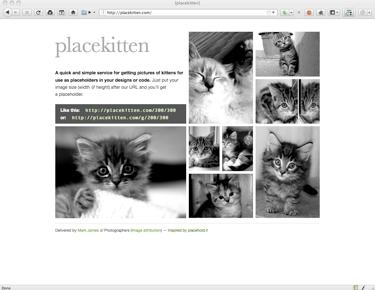 [placekitten]
http://placekitten.com/
placekitten
A quick and simple service for getting pictures of kittens for
use as placeholders in your designs or code. Just put your
image size (width & height) after our URL and you'll get
a placeholder.
Like this: http://placekitten.com/200/300
or: http://placekitten.com/g/200/300
Delivered by Mark James // Photographers (image attribution) — Inspired by placehold.it
Done